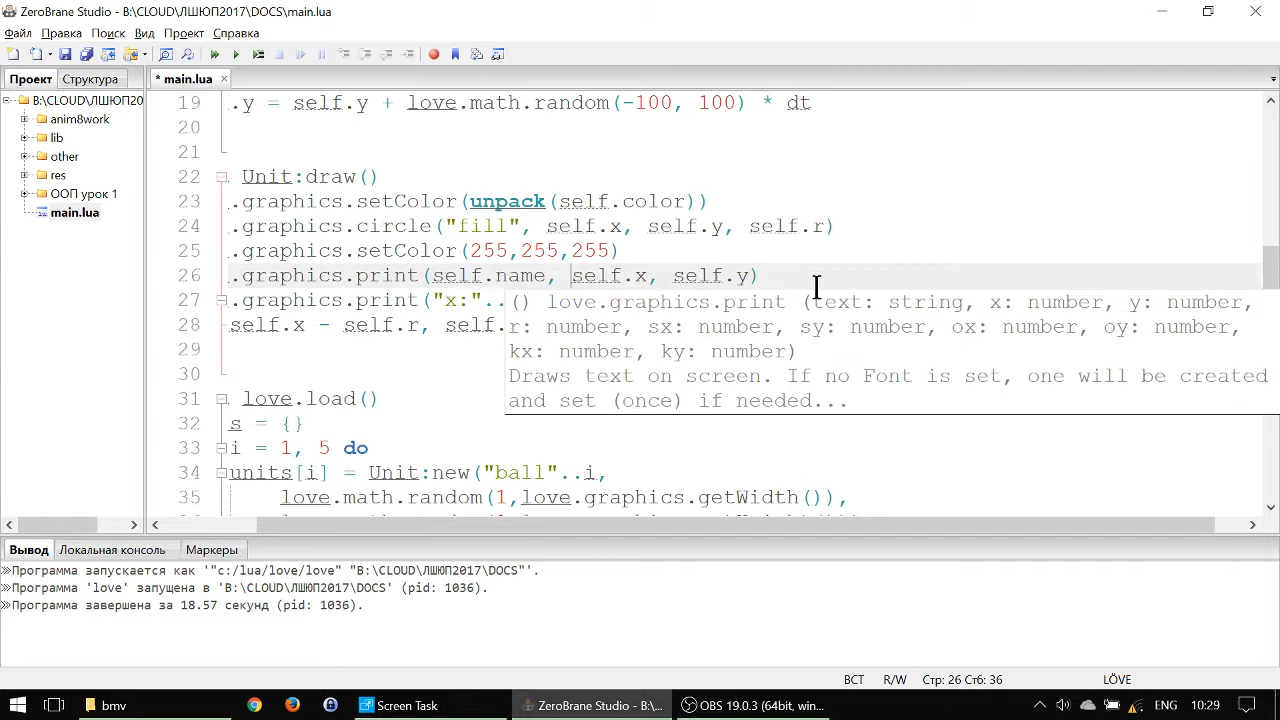 ZeroBrane Studio - B:\CLOUD\ЛШЮП2017\DOCS\main.lua
Файл Правка Поиск Вид Проект Справка
Проект Структура
* main.lua
B:\CLOUD\ЛШЮП20
anim8work
lib
other
res
ООП урок 1
main.lua
19 .y = self.y + love.math.random(-100, 100) * dt
20
21
22 Unit:draw()
23 .graphics.setColor(unpack(self.color))
24 .graphics.circle("fill", self.x, self.y, self.r)
25 .graphics.setColor(255,255,255)
26 .graphics.print(self.name, self.x, self.y)
27 .graphics.print("x:"..
28 self.x - self.r, self.
29
30
31 love.load()
32 s = {}
33 i = 1, 5 do
34 units[i] = Unit:new("ball"..i,
35 love.math.random(1,love.graphics.getWidth()),
() love.graphics.print (text: string, x: number, y: number,
r: number, sx: number, sy: number, ox: number, oy: number,
kx: number, ky: number)
Draws text on screen. If no Font is set, one will be created
and set (once) if needed...
Вывод Локальная консоль Маркеры
Программа запускается как '"c:/lua/love/love" "B:\CLOUD\ЛШЮП2017\DOCS"'.
Программа 'love' запущена в 'B:\CLOUD\ЛШЮП2017\DOCS' (pid: 1036).
Программа завершена за 18.57 секунд (pid: 1036).
ВСТ R/W Стр: 26 Стб: 36 LÖVE
bmv
Screen Task
ZeroBrane Studio - B:\...
OBS 19.0.3 (64bit, win...
ENG 10:29